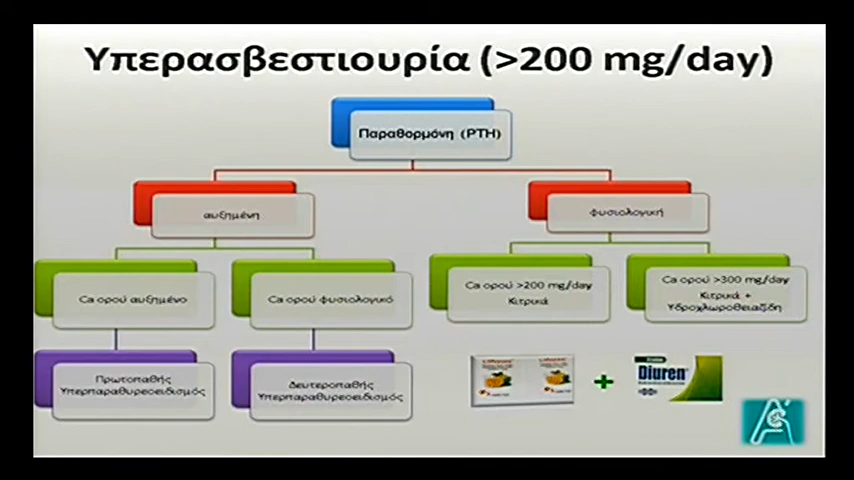 Υπερασβεστιουρία (>200 mg/day)
Παραθορμόνη (PTH)
αυξημένη
φυσιολογική
Ca ορού αυξημένο
Ca ορού φυσιολογικό
Ca ορού >200 mg/day
Κιτρικά
Ca ορού >300 mg/day
Κιτρικά +
Υδροχλωροθειαζίδη
Πρωτοπαθής
Υπερπαραθυρεοειδισμός
Δευτεροπαθής
Υπερπαραθυρεοειδισμός
+
Diuren